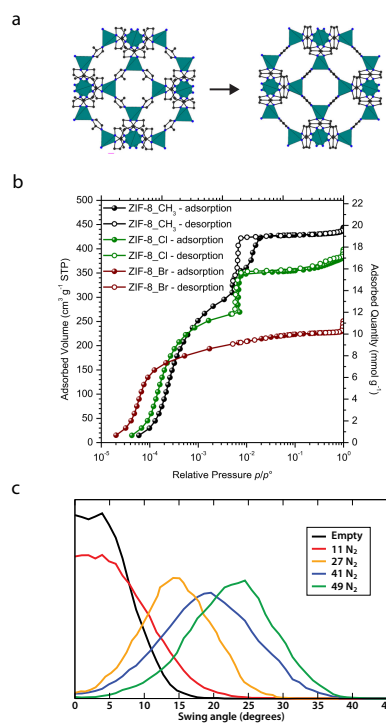 a
b
500
450
400
350
300
250
200
150
100
50
0
Adsorbed Volume (cm³ g⁻¹ STP)
ZIF-8_CH₃ - adsorption
ZIF-8_CH₃ - desorption
ZIF-8_Cl - adsorption
ZIF-8_Cl - desorption
ZIF-8_Br - adsorption
ZIF-8_Br - desorption
22
20
18
16
14
12
10
8
6
4
2
0
Adsorbed Quantity (mmol g⁻¹)
10⁻⁵ 10⁻⁴ 10⁻³ 10⁻² 10⁻¹ 10⁰
Relative Pressure p/p°
c
Empty
11 N₂
27 N₂
41 N₂
49 N₂
0 5 10 15 20 25 30 35 40 45
Swing angle (degrees)